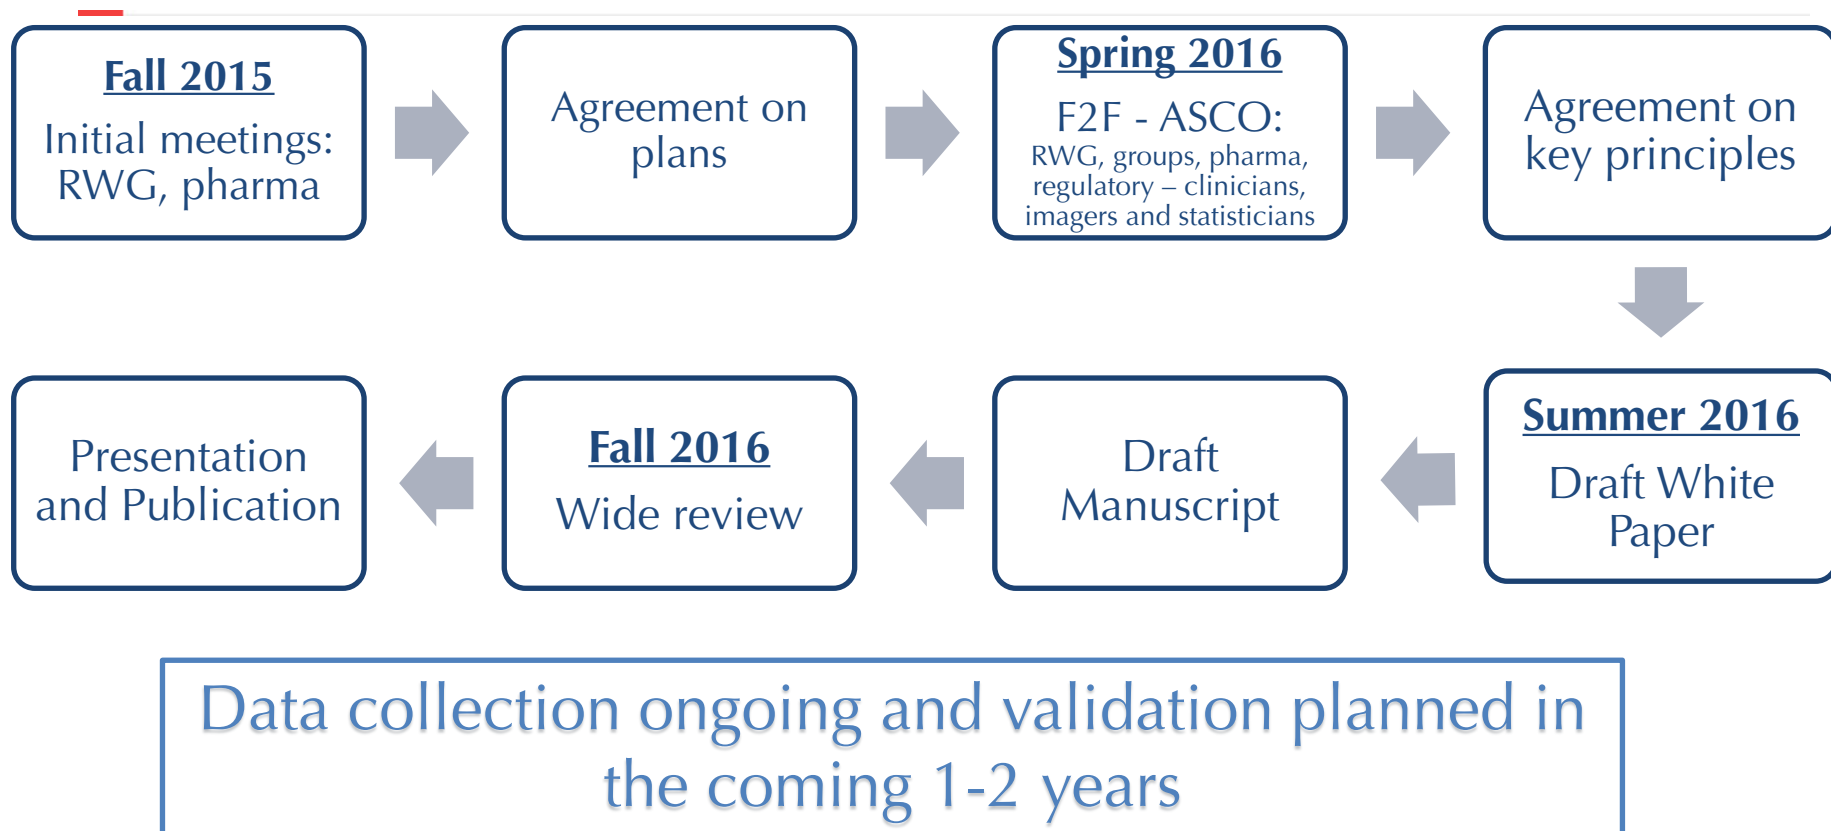 Fall 2015
Initial meetings:
RWG, pharma
Agreement on
plans
Spring 2016
F2F - ASCO:
RWG, groups, pharma,
regulatory – clinicians,
imagers and statisticians
Agreement on
key principles
Summer 2016
Draft White
Paper
Draft
Manuscript
Fall 2016
Wide review
Presentation
and Publication
Data collection ongoing and validation planned in
the coming 1-2 years